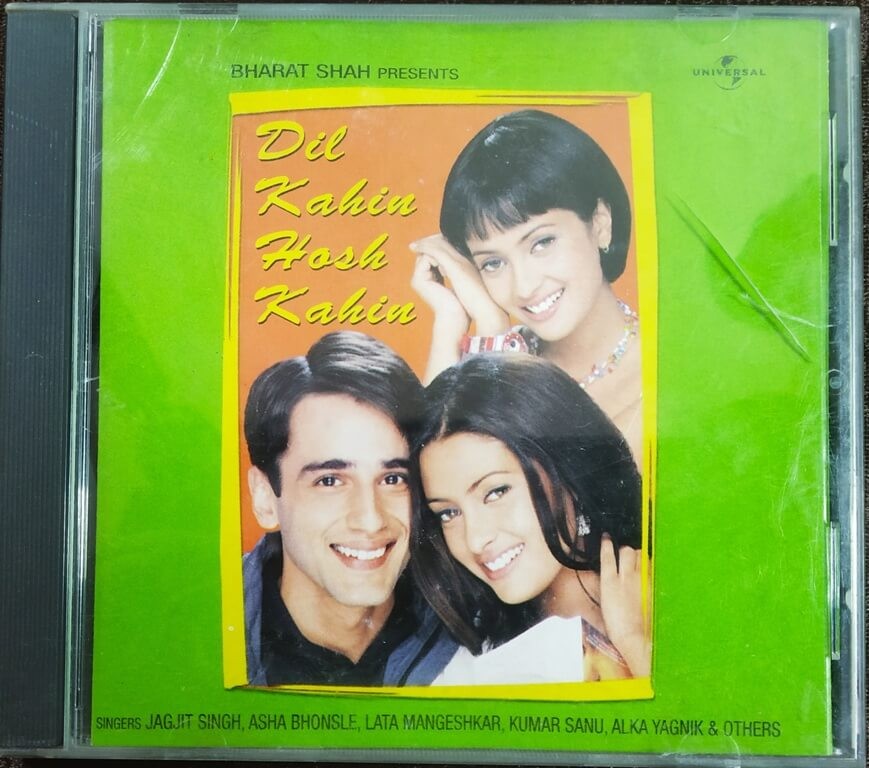 BHARAT SHAH PRESENTS
UNIVERSAL
Dil
Kahin
Hosh
Kahin
SINGERS JAGJIT SINGH, ASHA BHONSLE, LATA MANGESHKAR, KUMAR SANU, ALKA YAGNIK & OTHERS